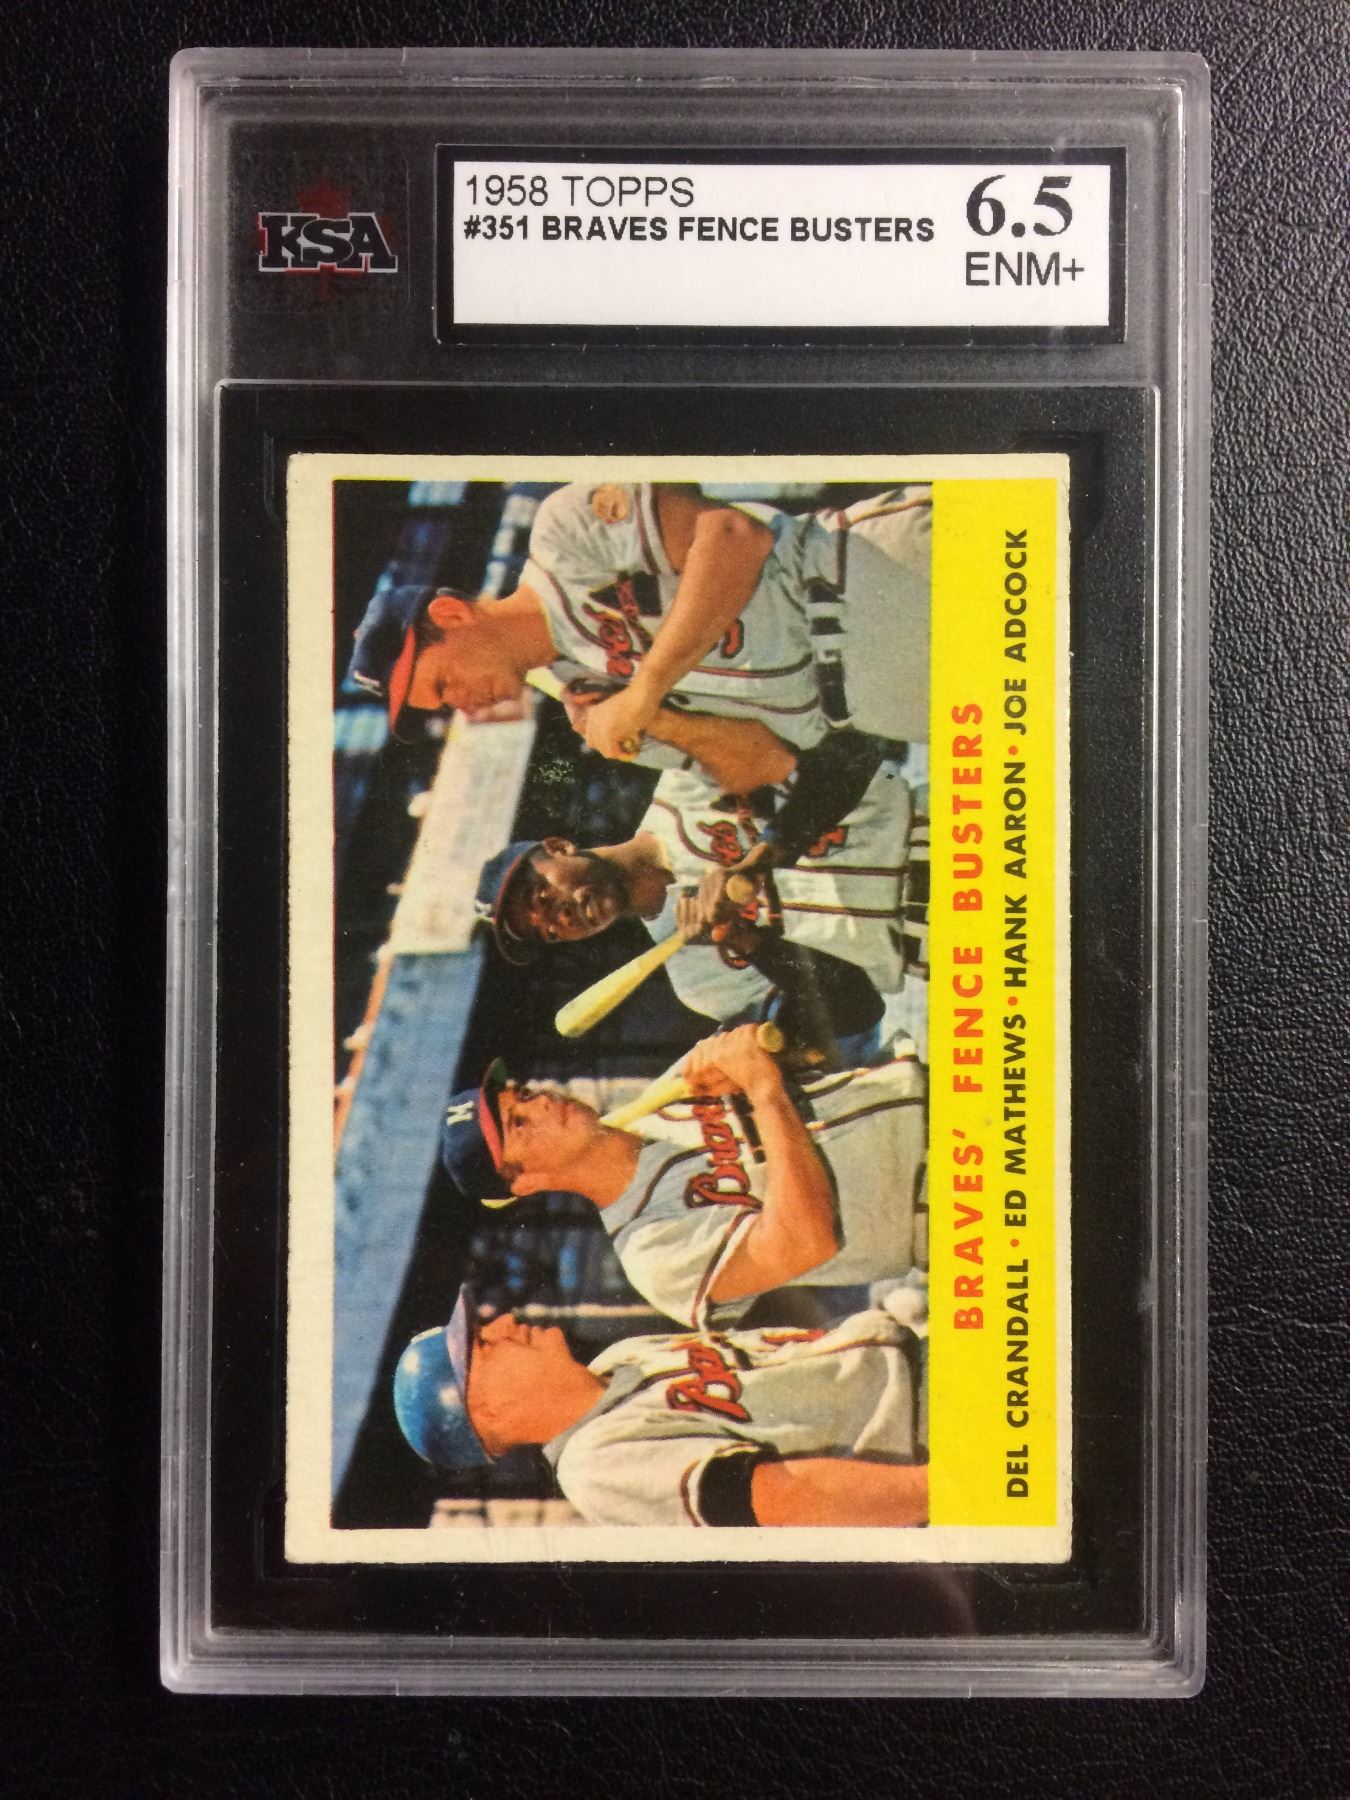 KSA
1958 TOPPS
#351 BRAVES FENCE BUSTERS
6.5
ENM+
BRAVES' FENCE BUSTERS
DEL CRANDALL • ED MATHEWS • HANK AARON • JOE ADCOCK
M
Braves